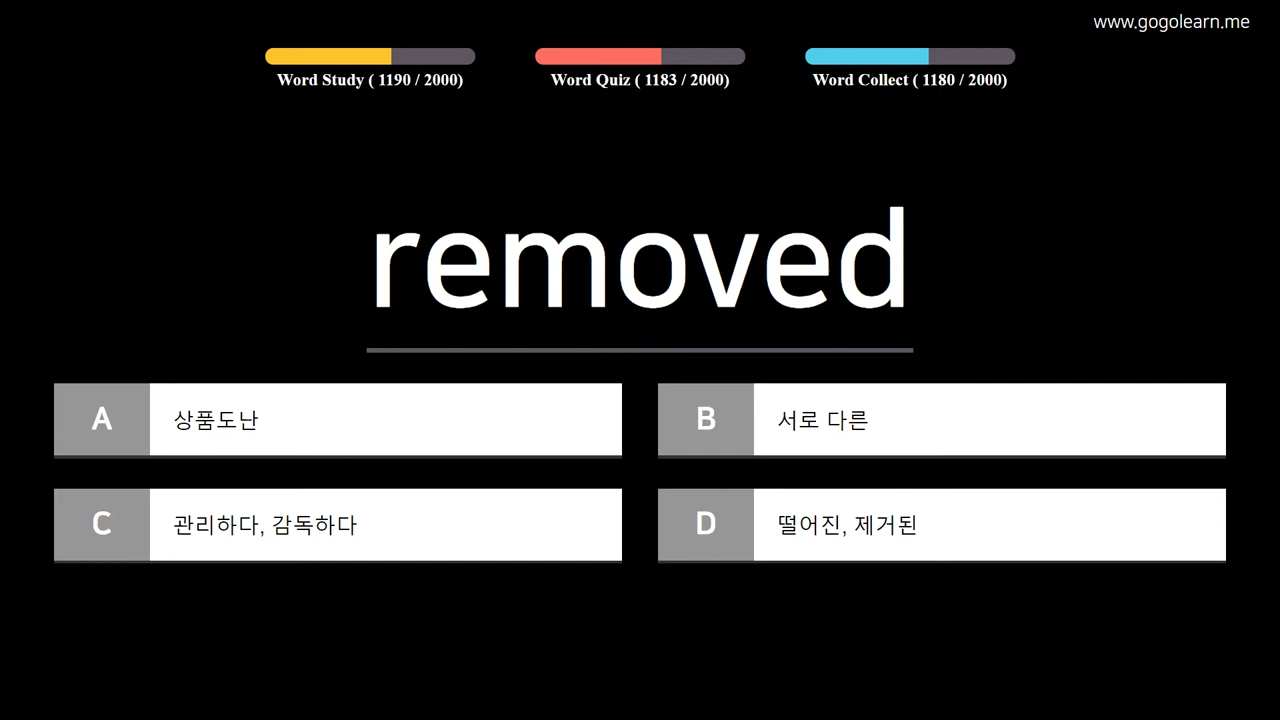 www.gogolearn.me
Word Study ( 1190 / 2000)
Word Quiz ( 1183 / 2000)
Word Collect ( 1180 / 2000)
removed
A 상품도난
B 서로 다른
C 관리하다, 감독하다
D 떨어진, 제거된